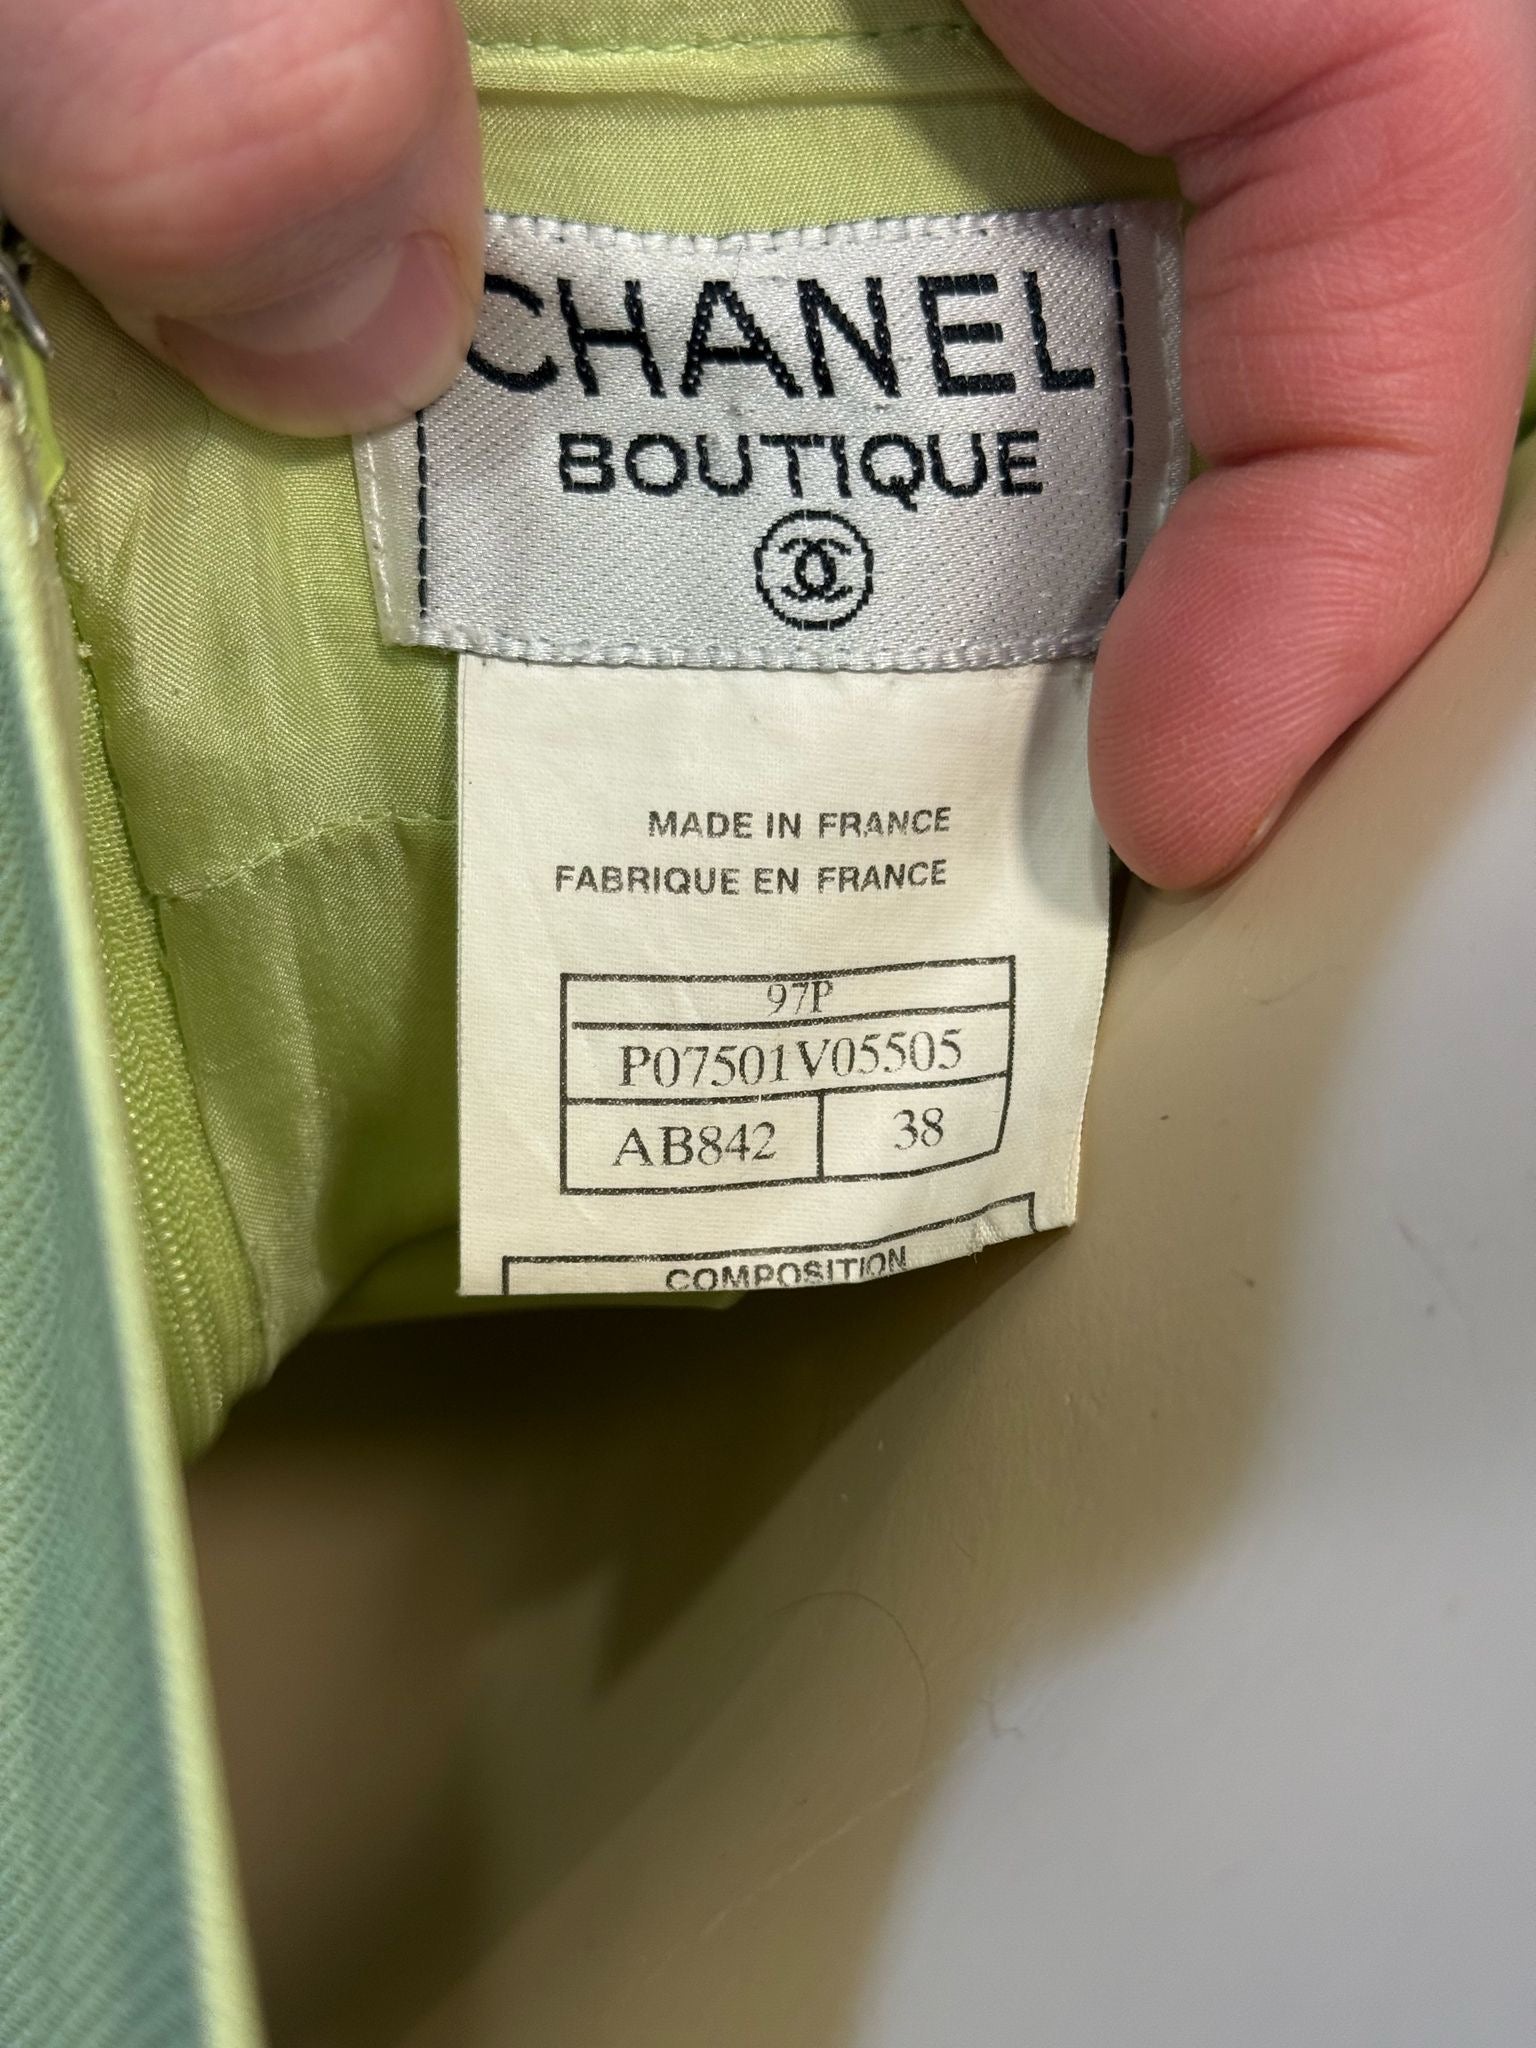 CHANEL
BOUTIQUE
MADE IN FRANCE
FABRIQUE EN FRANCE
97P
P07501V05505
AB842 38
COMPOSITION